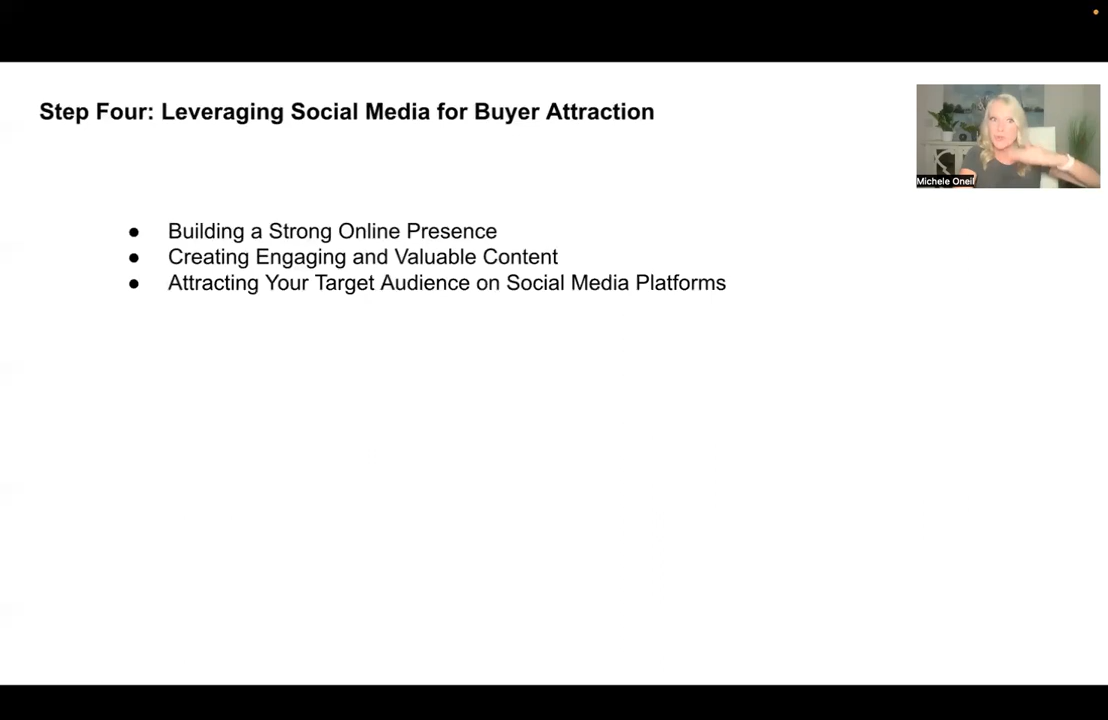 Step Four: Leveraging Social Media for Buyer Attraction
Michele Oneil
● Building a Strong Online Presence
● Creating Engaging and Valuable Content
● Attracting Your Target Audience on Social Media Platforms